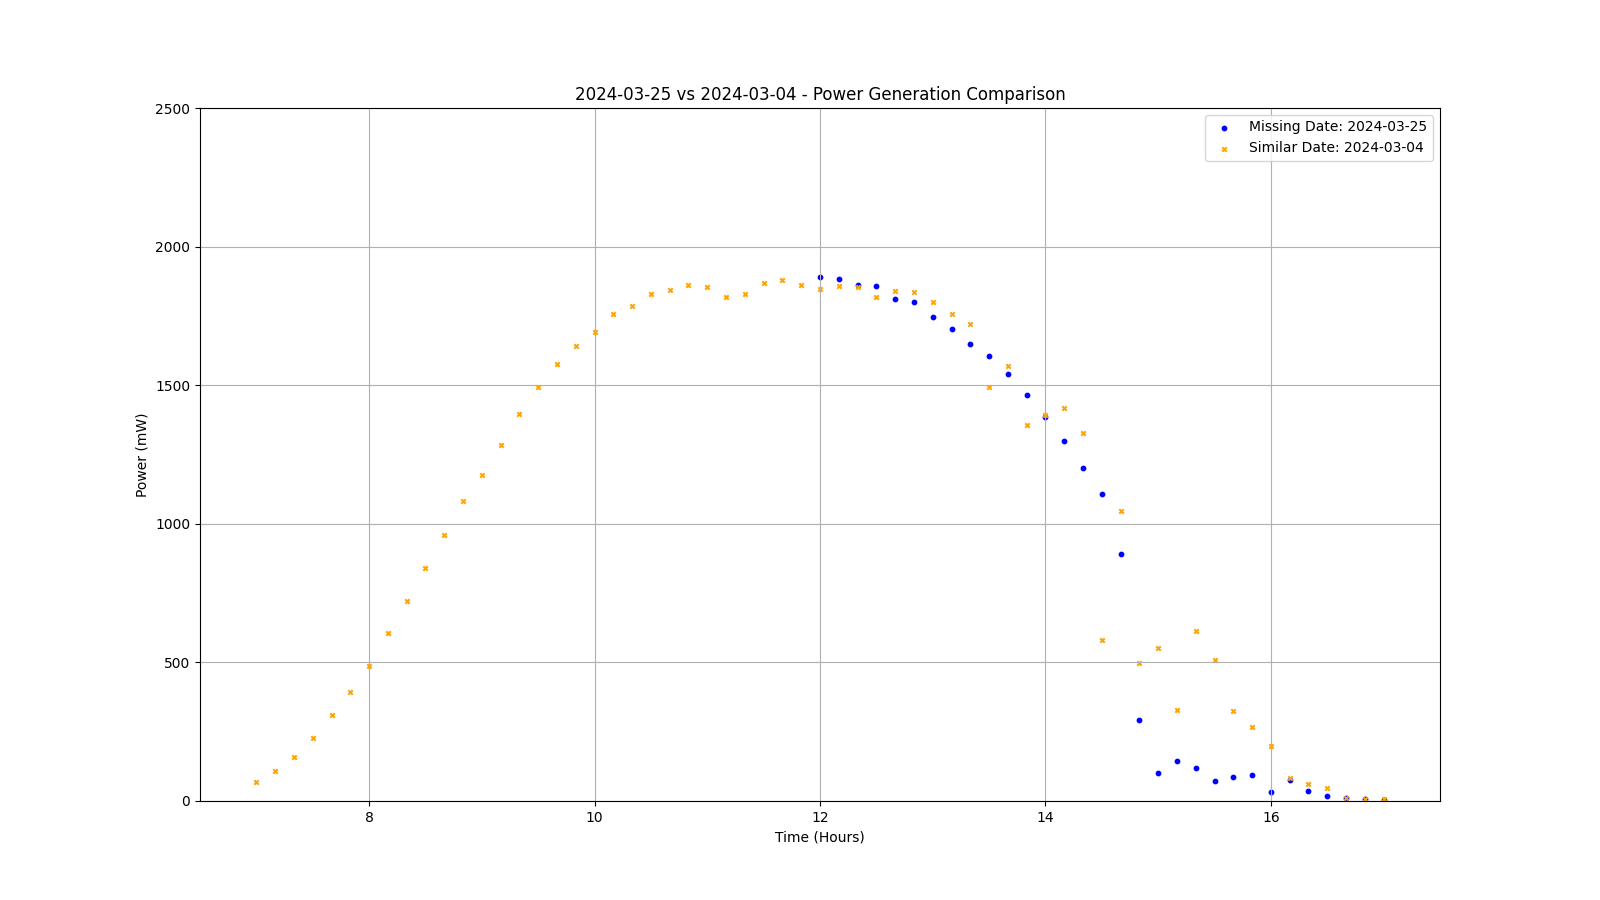 2024-03-25 vs 2024-03-04 - Power Generation Comparison
Missing Date: 2024-03-25
Similar Date: 2024-03-04
2500
2000
1500
1000
500
0
Power (mW)
8 10 12 14 16
Time (Hours)